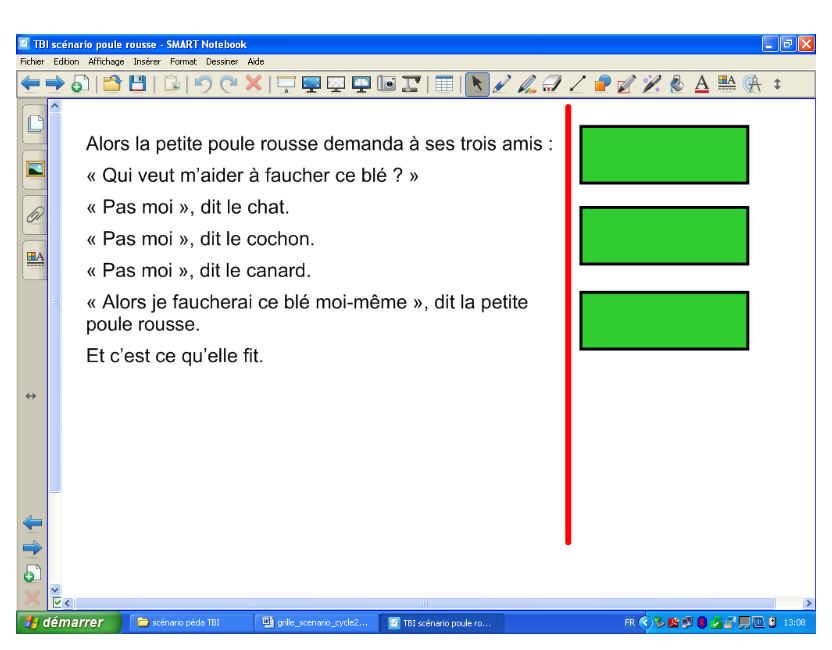 TBI scénario poule rousse - SMART Notebook
Fichier Edition Affichage Insérer Format Dessiner Aide
Alors la petite poule rousse demanda à ses trois amis :
« Qui veut m’aider à faucher ce blé ? »
« Pas moi », dit le chat.
« Pas moi », dit le cochon.
« Pas moi », dit le canard.
« Alors je faucherai ce blé moi-même », dit la petite
poule rousse.
Et c’est ce qu’elle fit.
démarrer scénario péda TBI grille_scenario_cycle2... TBI scénario poule ro... FR 13:08